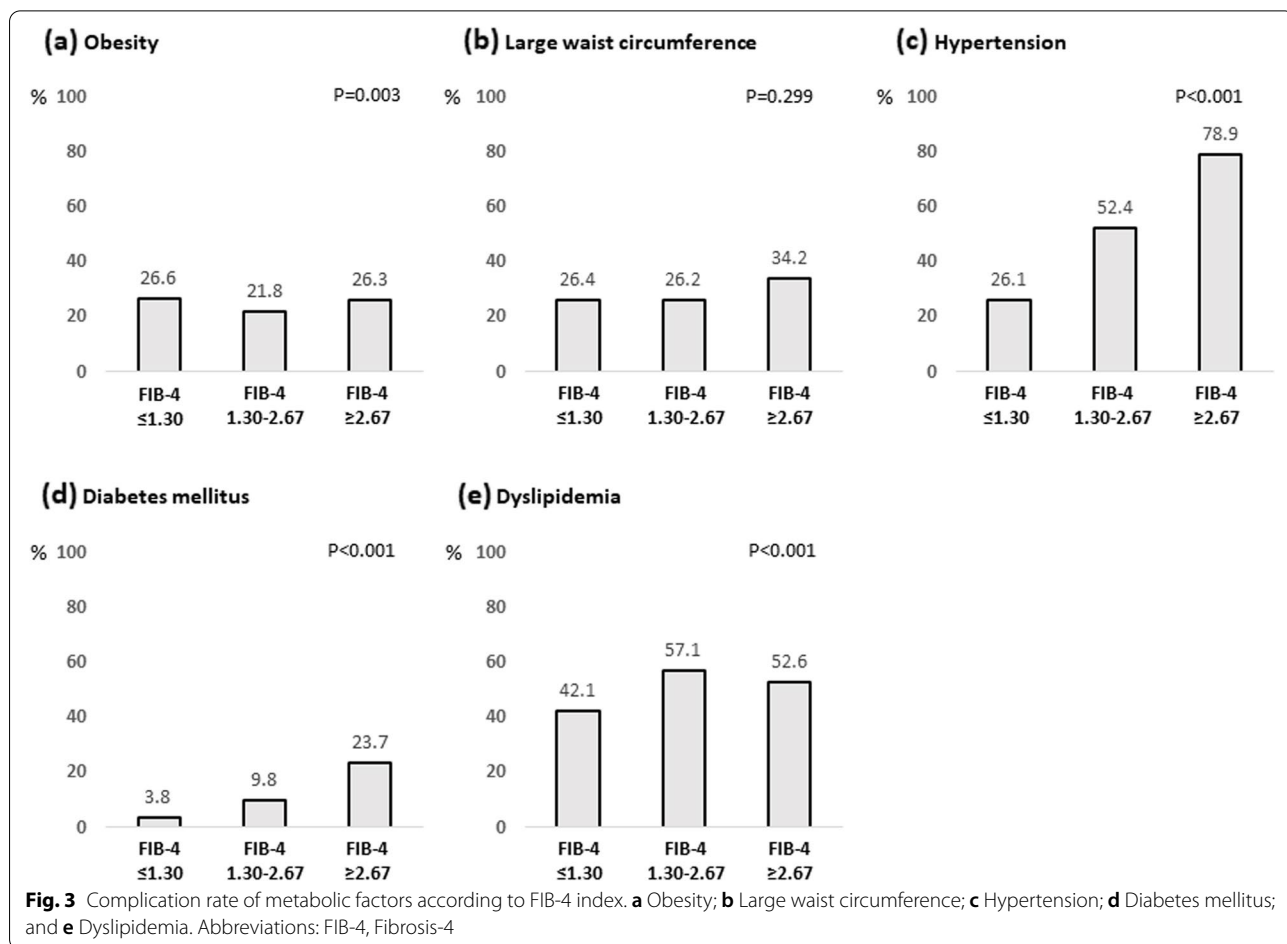 (a) Obesity
% 100
P=0.003
80
60
40
20
0
26.6
21.8
26.3
FIB-4 FIB-4 FIB-4
≤1.30 1.30-2.67 ≥2.67
(b) Large waist circumference
% 100
P=0.299
80
60
40
20
0
26.4
26.2
34.2
FIB-4 FIB-4 FIB-4
≤1.30 1.30-2.67 ≥2.67
(c) Hypertension
% 100
P<0.001
80
60
40
20
0
26.1
52.4
78.9
FIB-4 FIB-4 FIB-4
≤1.30 1.30-2.67 ≥2.67
(d) Diabetes mellitus
% 100
P<0.001
80
60
40
20
0
3.8
9.8
23.7
FIB-4 FIB-4 FIB-4
≤1.30 1.30-2.67 ≥2.67
(e) Dyslipidemia
% 100
P<0.001
80
60
40
20
0
42.1
57.1
52.6
FIB-4 FIB-4 FIB-4
≤1.30 1.30-2.67 ≥2.67
Fig. 3 Complication rate of metabolic factors according to FIB-4 index. a Obesity; b Large waist circumference; c Hypertension; d Diabetes mellitus;
and e Dyslipidemia. Abbreviations: FIB-4, Fibrosis-4